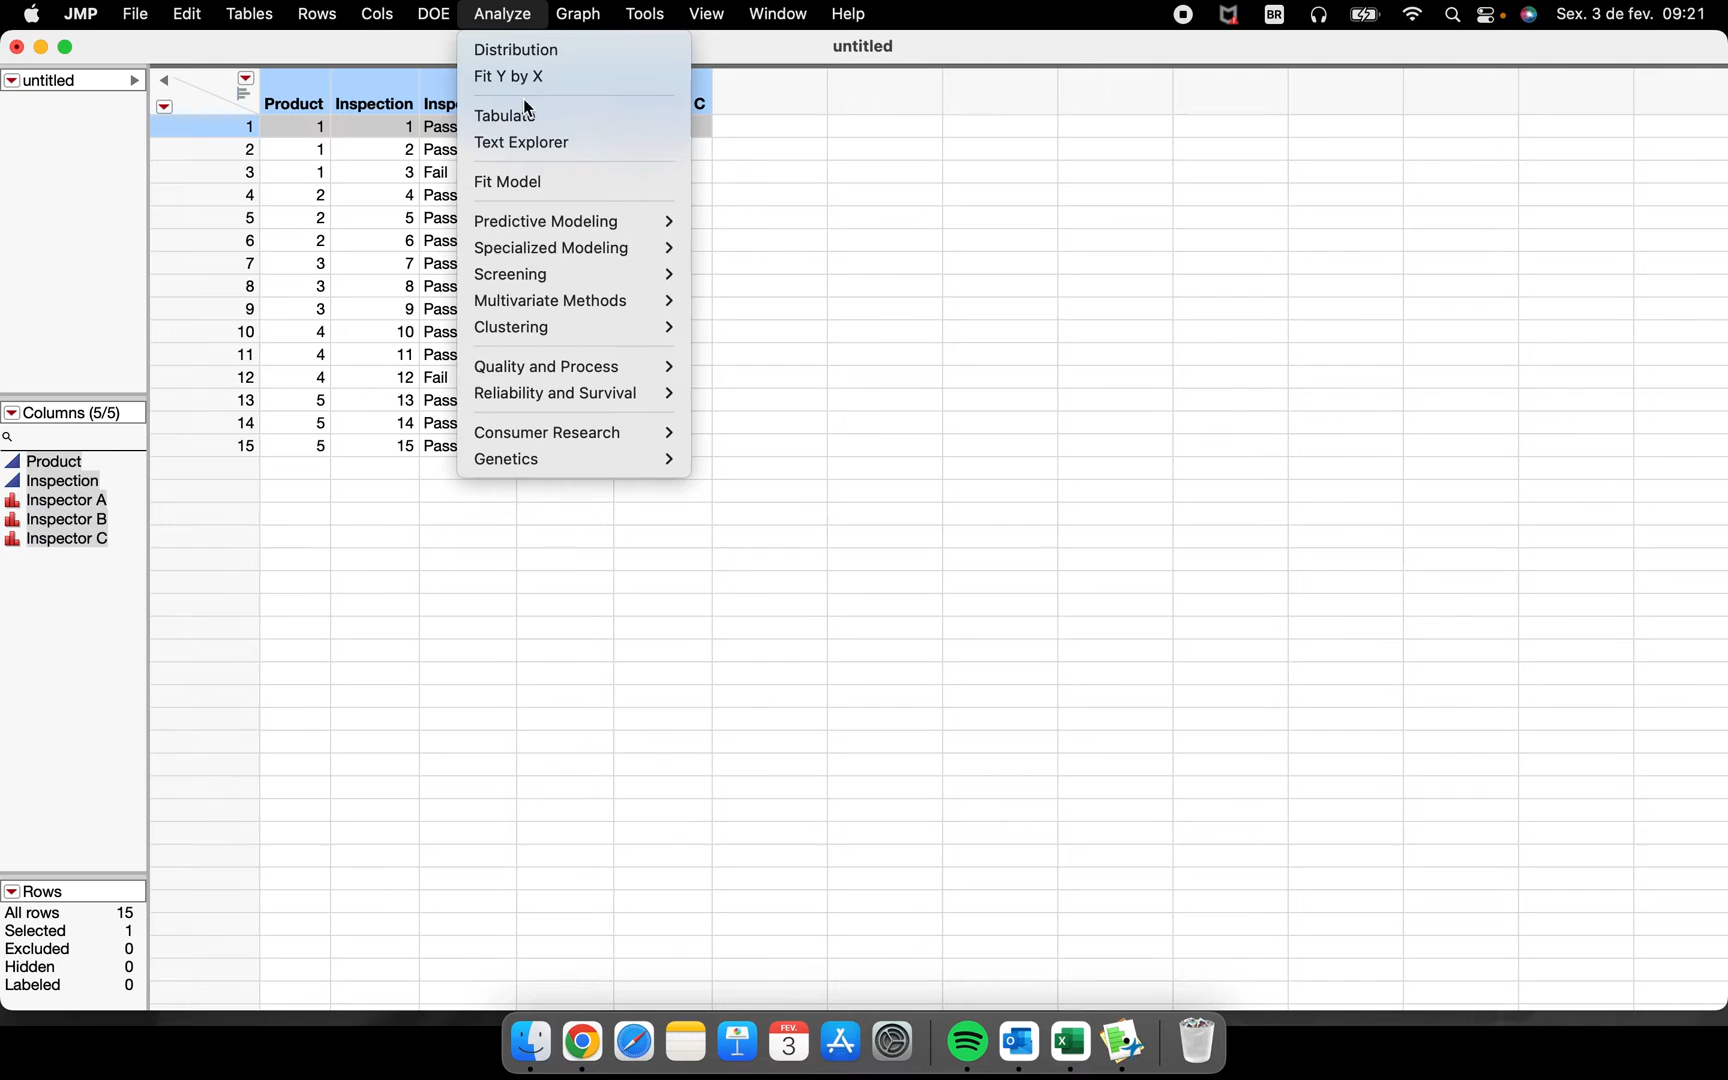 JMP File Edit Tables Rows Cols DOE Analyze Graph Tools View Window Help BR Sex. 3 de fev. 09:21
untitled
untitled
Product Inspection Insp C
1 1 1 Pass
2 1 2 Pass
3 1 3 Fail
4 2 4 Pass
5 2 5 Pass
6 2 6 Pass
7 3 7 Pass
8 3 8 Pass
9 3 9 Pass
10 4 10 Pass
11 4 11 Pass
12 4 12 Fail
13 5 13 Pass
14 5 14 Pass
15 5 15 Pass
Distribution
Fit Y by X
Tabulate
Text Explorer
Fit Model
Predictive Modeling
Specialized Modeling
Screening
Multivariate Methods
Clustering
Quality and Process
Reliability and Survival
Consumer Research
Genetics
Columns (5/5)
Product
Inspection
Inspector A
Inspector B
Inspector C
Rows
All rows 15
Selected 1
Excluded 0
Hidden 0
Labeled 0
FEV.
3